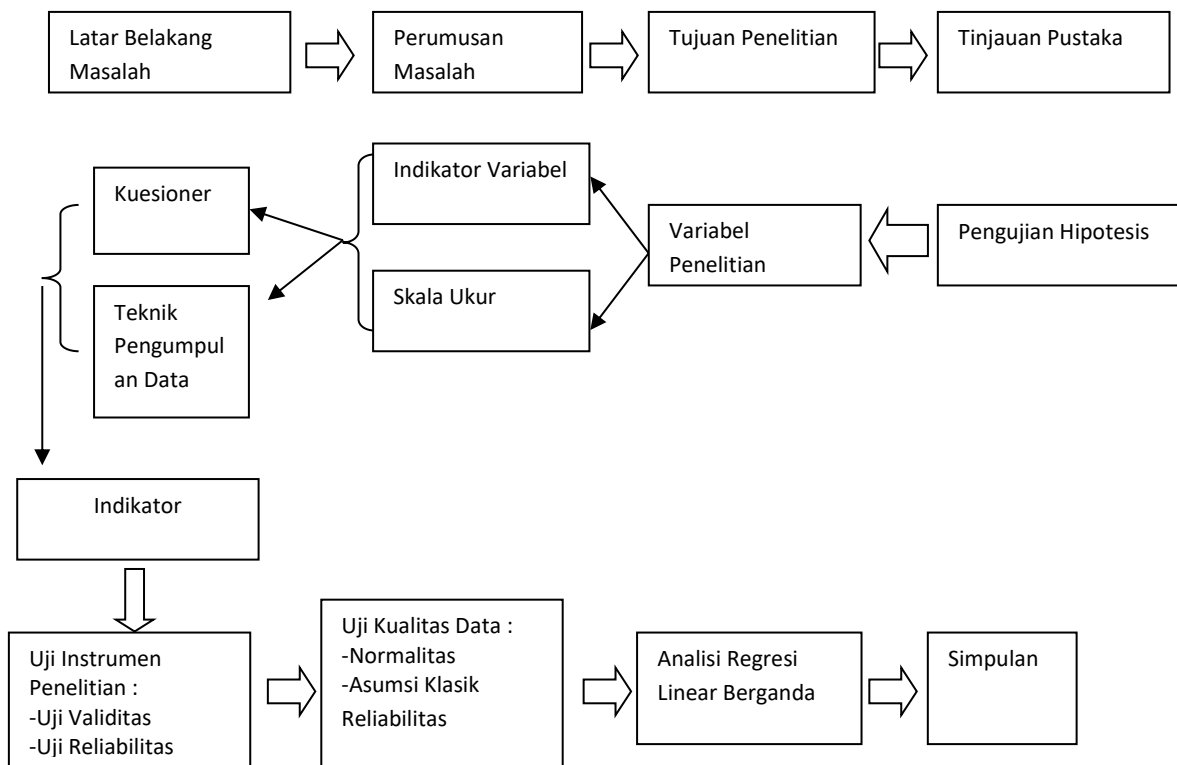 Latar Belakang
Masalah
Perumusan
Masalah
Tujuan Penelitian
Tinjauan Pustaka
Kuesioner
Indikator Variabel
Variabel
Penelitian
Pengujian Hipotesis
Teknik
Pengumpul
an Data
Skala Ukur
Indikator
Uji Instrumen
Penelitian :
-Uji Validitas
-Uji Reliabilitas
Uji Kualitas Data :
-Normalitas
-Asumsi Klasik
Reliabilitas
Analisi Regresi
Linear Berganda
Simpulan